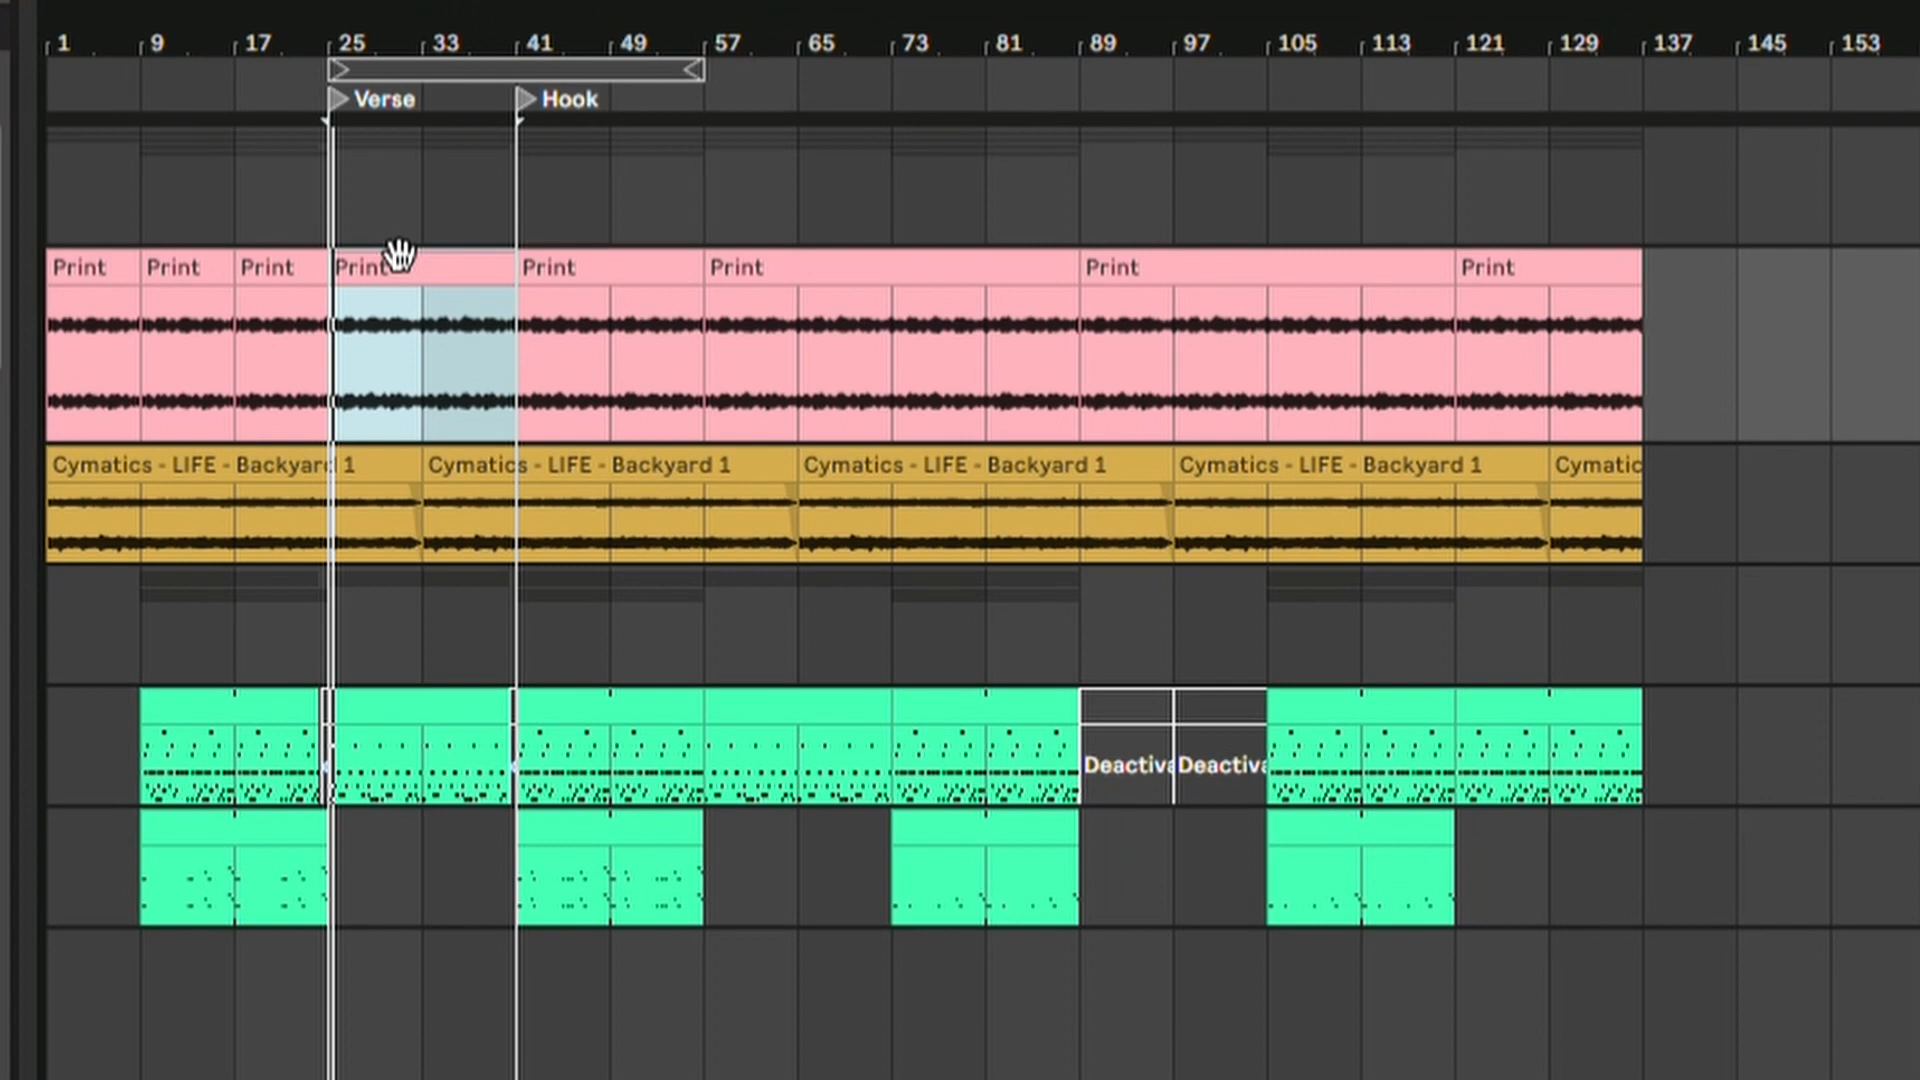 1 9 17 25 33 41 49 57 65 73 81 89 97 105 113 121 129 137 145 153
Verse Hook
Print Print Print Print Print Print Print Print
Cymatics - LIFE - Backyard 1 Cymatics - LIFE - Backyard 1 Cymatics - LIFE - Backyard 1 Cymatics - LIFE - Backyard 1 Cymatic
Deactiva Deactiva